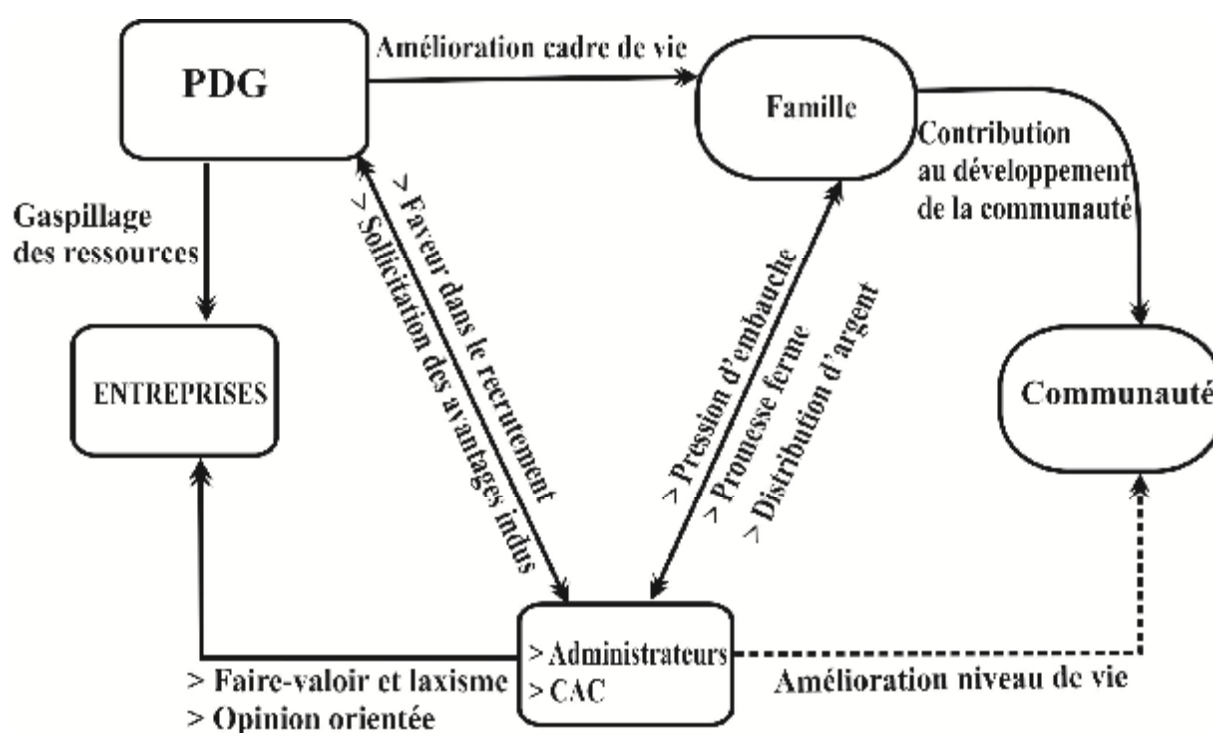 PDG
Amélioration cadre de vie
Famille
Contribution
au développement
de la communauté
Gaspillage
des ressources
> Faveur dans le recrutement
> Sollicitation des avantages indus
> Pression d'embauche
> Promesse ferme
> Distribution d'argent
ENTREPRISES
Communauté
> Administrateurs
> CAC
> Faire-valoir et laxisme
> Opinion orientée
Amélioration niveau de vie